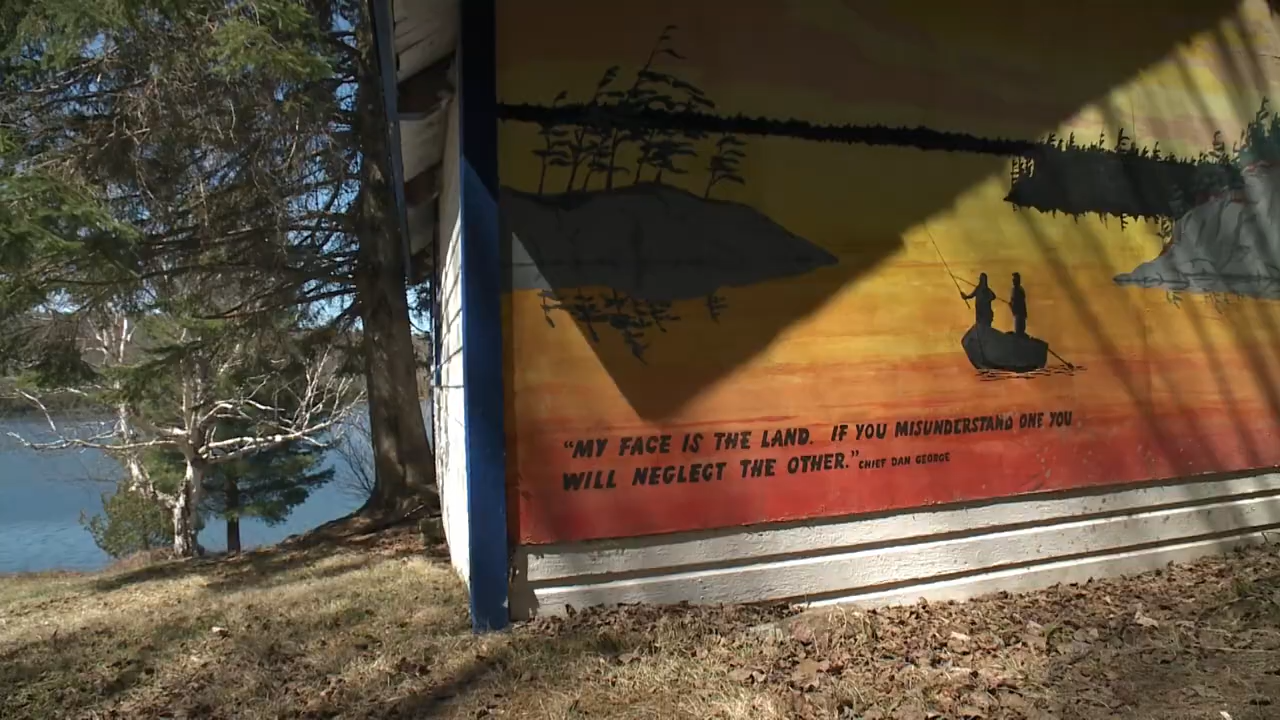 “MY FACE IS THE LAND. IF YOU MISUNDERSTAND ONE YOU
WILL NEGLECT THE OTHER.” CHIEF DAN GEORGE